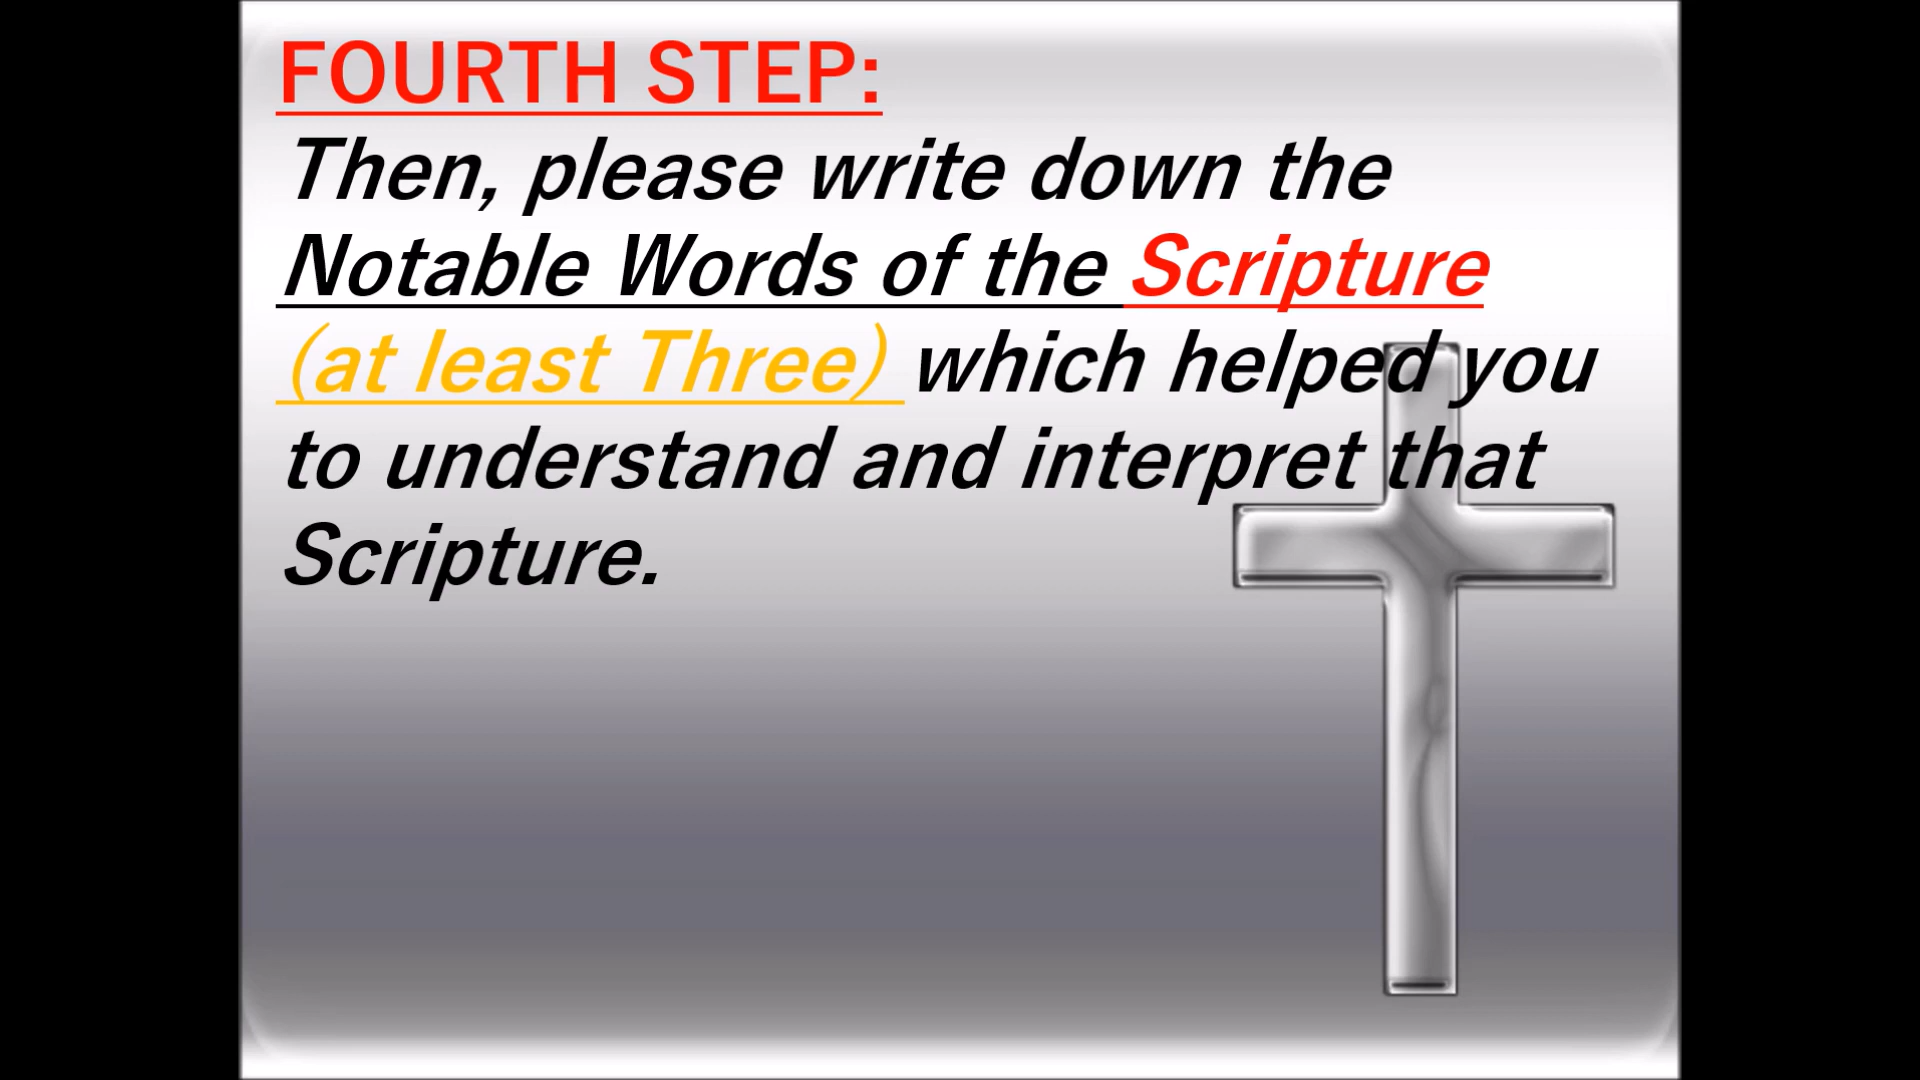 FOURTH STEP:
Then, please write down the
Notable Words of the Scripture
(at least Three) which helped you
to understand and interpret that
Scripture.